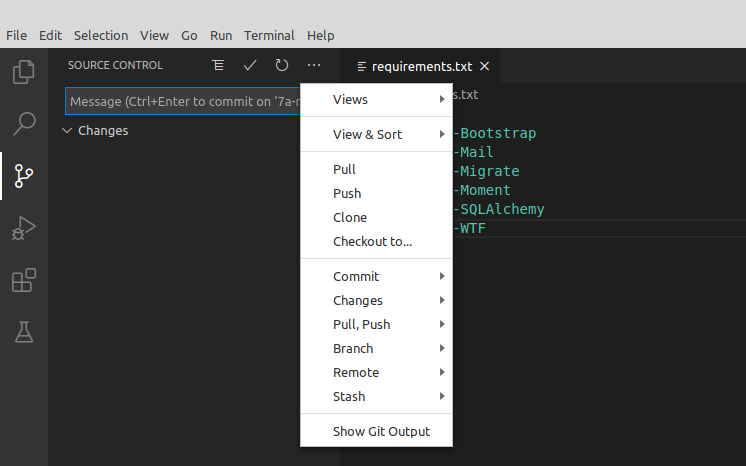 File Edit Selection View Go Run Terminal Help
SOURCE CONTROL
requirements.txt
Message (Ctrl+Enter to commit on '7a-r
Changes
Views
View & Sort
Pull
Push
Clone
Checkout to...
Commit
Changes
Pull, Push
Branch
Remote
Stash
Show Git Output
s.txt
-Bootstrap
-Mail
-Migrate
-Moment
-SQLAlchemy
-WTF